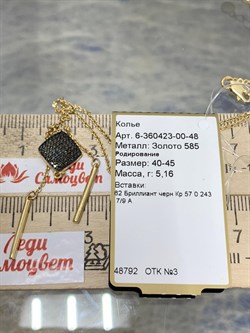 Колье
Арт. 6-360423-00-48
Металл: Золото 585
Родирование
Размер: 40-45
Масса, г: 5,16
Вставки
62 Бриллиант черн Кр 57 0 243
7/9 А
48792 ОТК №3
Леди
Самоцвет
Леди
Самоцвет